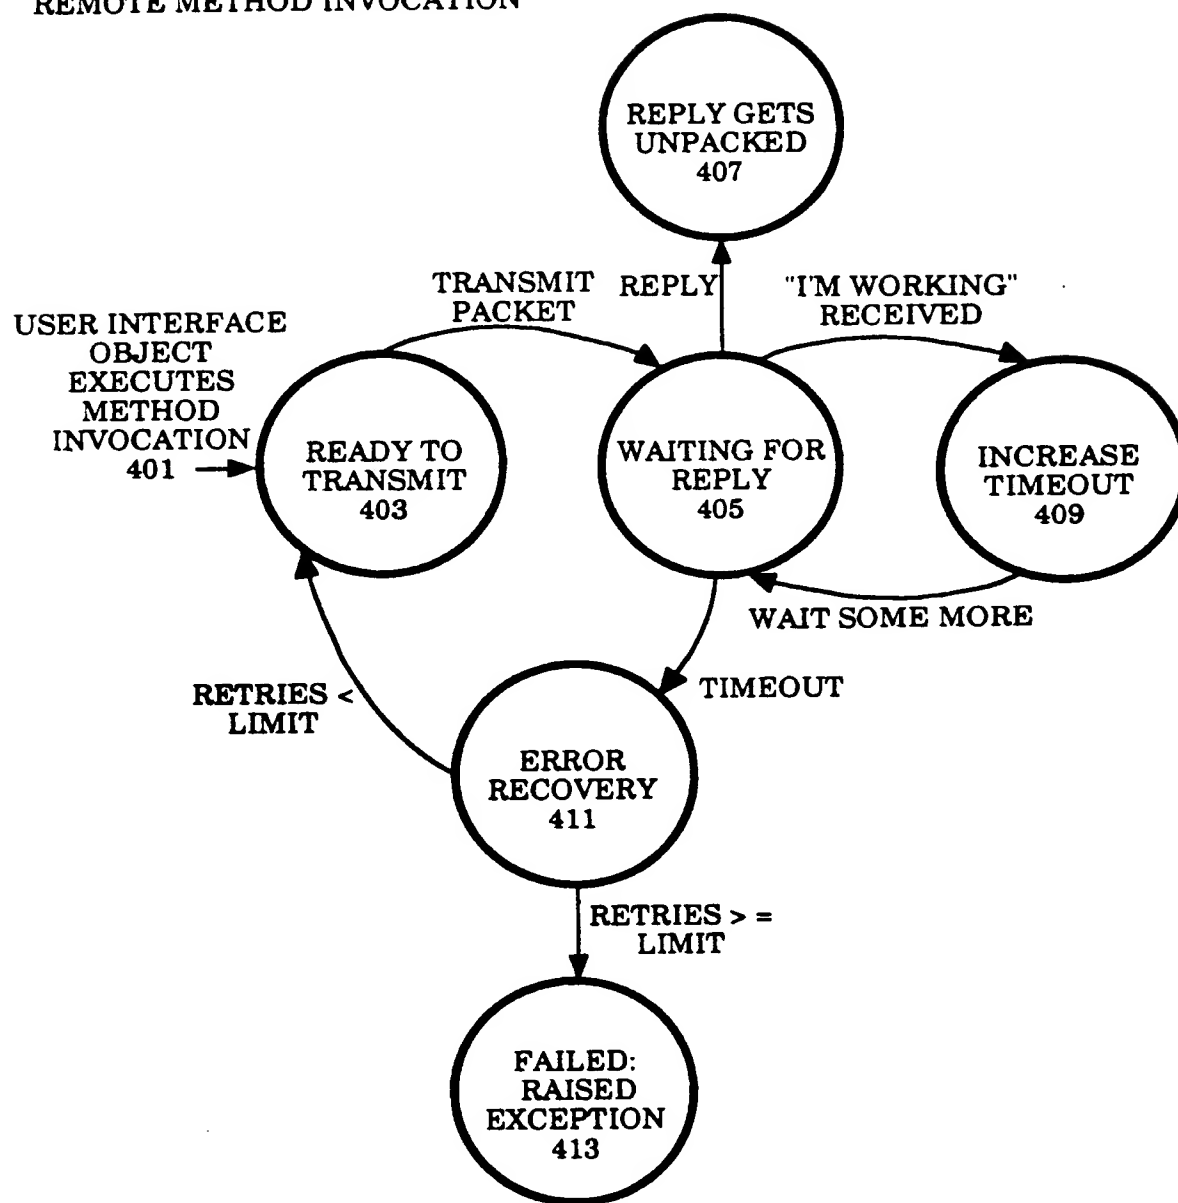 REMOTE METHOD INVOCATION
REPLY GETS
UNPACKED
407
TRANSMIT
PACKET
REPLY
"I'M WORKING"
RECEIVED
USER INTERFACE
OBJECT
EXECUTES
METHOD
INVOCATION
401
READY TO
TRANSMIT
403
WAITING FOR
REPLY
405
INCREASE
TIMEOUT
409
WAIT SOME MORE
RETRIES <
LIMIT
TIMEOUT
ERROR
RECOVERY
411
RETRIES > =
LIMIT
FAILED:
RAISED
EXCEPTION
413